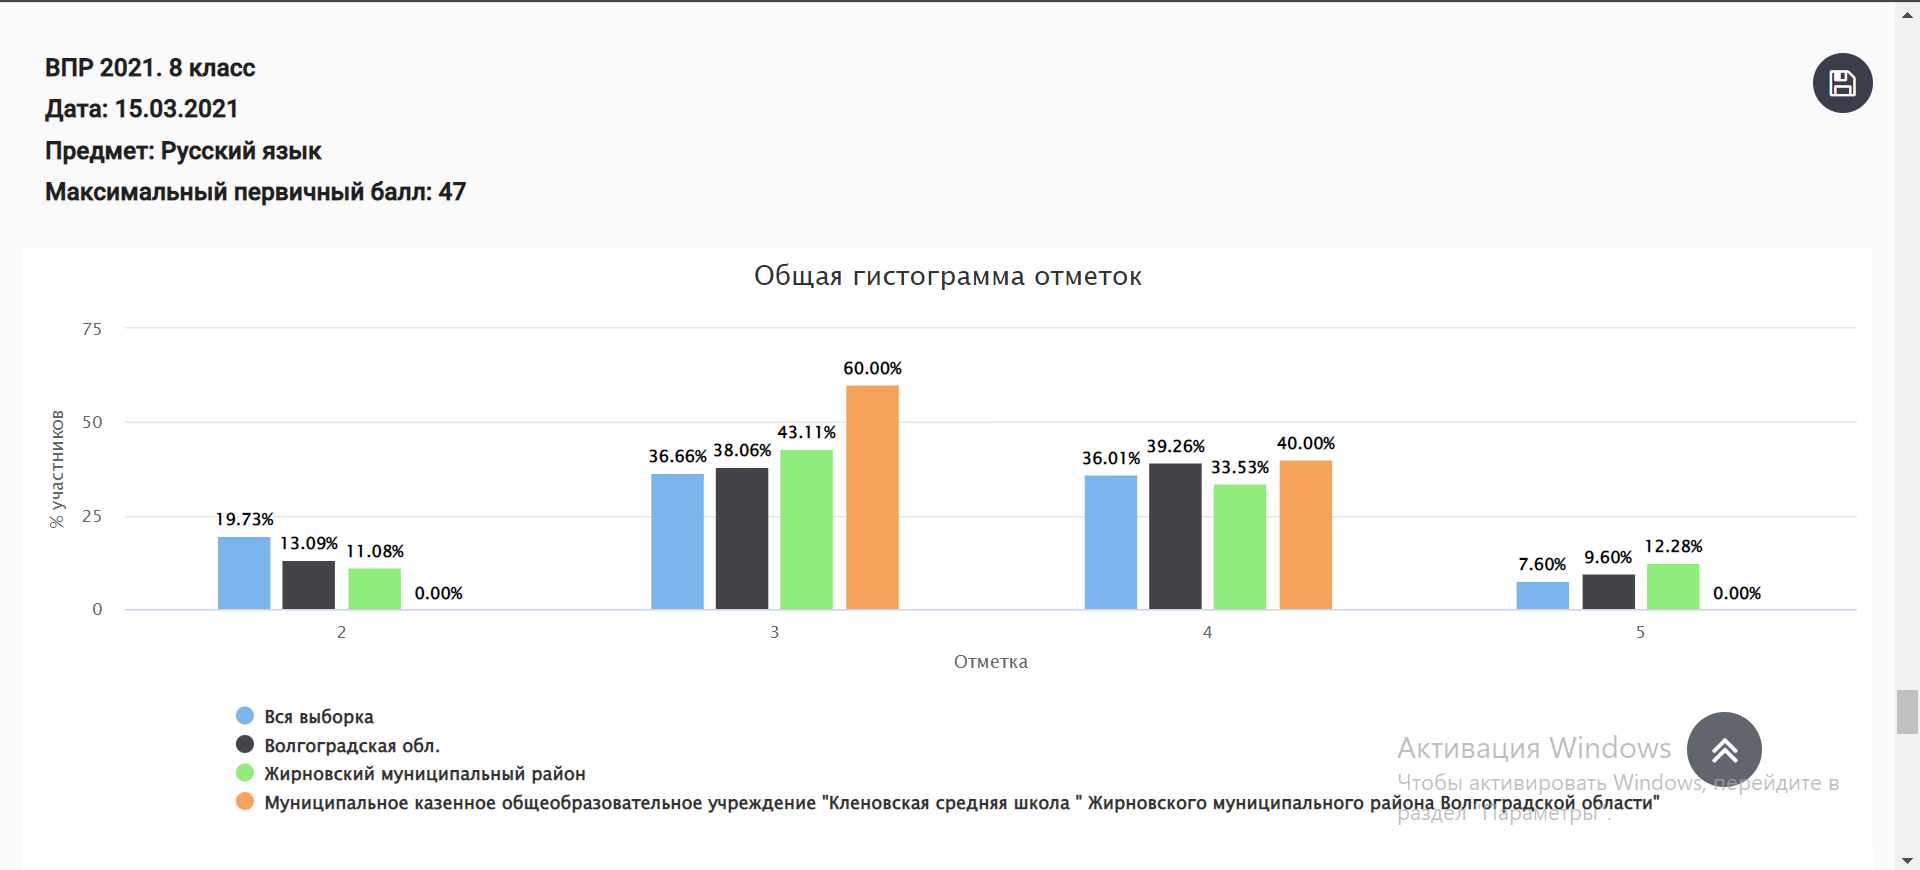 ВПР 2021. 8 класс
Дата: 15.03.2021
Предмет: Русский язык
Максимальный первичный балл: 47
Общая гистограмма отметок
% участников
75
50
25
0
19.73%
13.09%
11.08%
0.00%
36.66%
38.06%
43.11%
60.00%
36.01%
39.26%
33.53%
40.00%
7.60%
9.60%
12.28%
0.00%
2
3
4
5
Отметка
Вся выборка
Волгоградская обл.
Жирновский муниципальный район
Муниципальное казенное общеобразовательное учреждение "Кленовская средняя школа " Жирновского муниципального района Волгоградской области"
Активация Windows
Чтобы активировать Windows, перейдите в
раздел "Параметры".